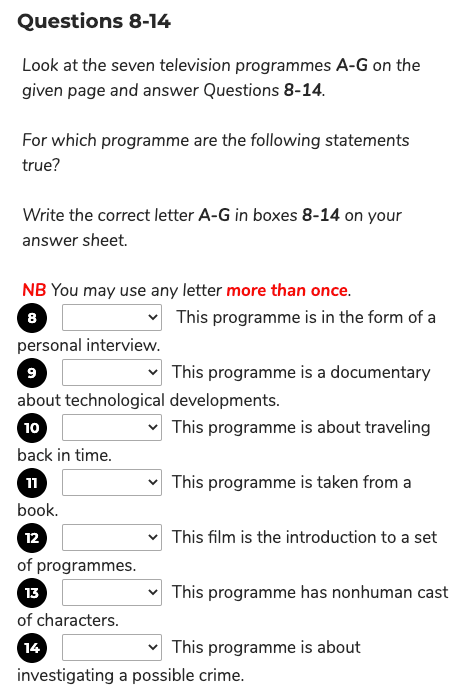 Questions 8-14
Look at the seven television programmes A-G on the
given page and answer Questions 8-14.
For which programme are the following statements
true?
Write the correct letter A-G in boxes 8-14 on your
answer sheet.
NB You may use any letter more than once.
8 This programme is in the form of a
personal interview.
9 This programme is a documentary
about technological developments.
10 This programme is about traveling
back in time.
11 This programme is taken from a
book.
12 This film is the introduction to a set
of programmes.
13 This programme has nonhuman cast
of characters.
14 This programme is about
investigating a possible crime.